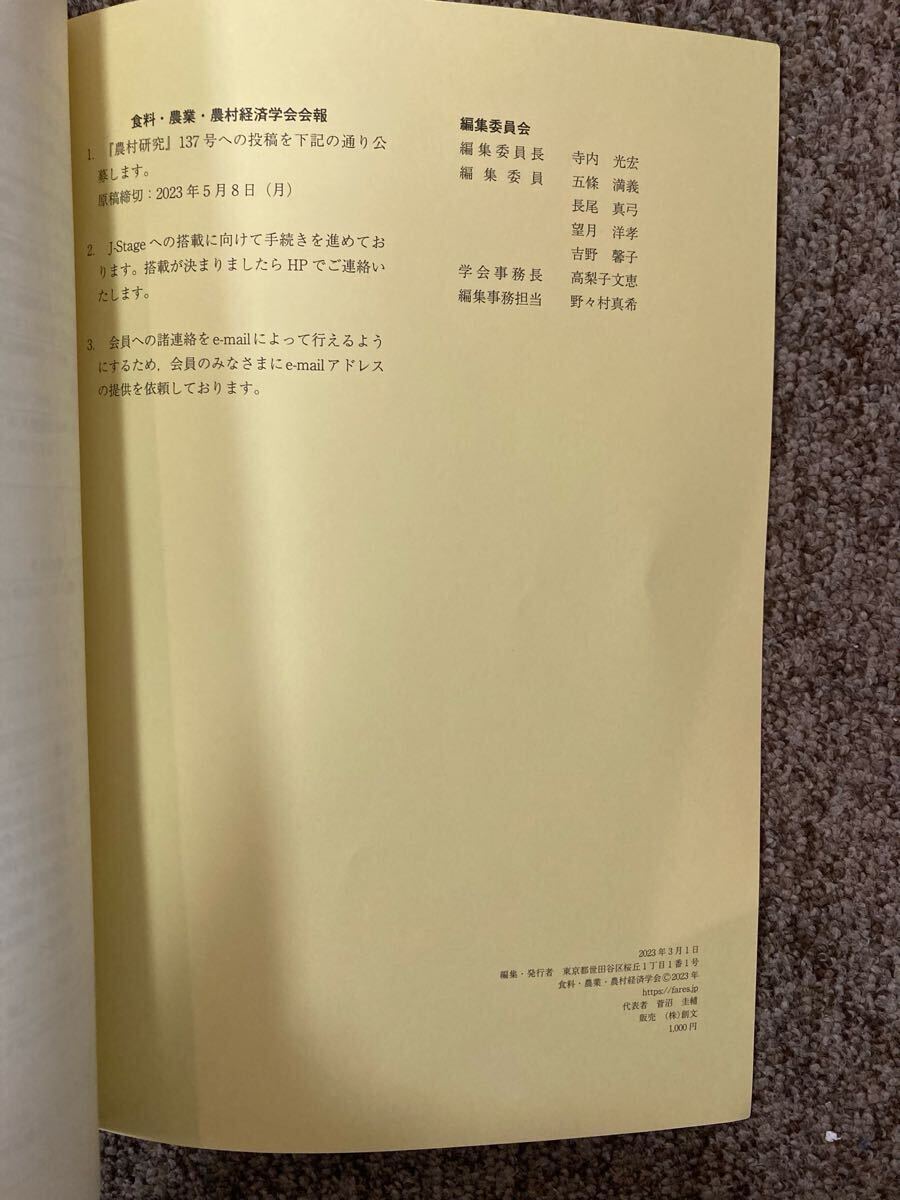 食料・農業・農村経済学会会報
1. 『農村研究』137号への投稿を下記の通り公
募します。
原稿締切：2023年5月8日（月）
2. J-Stageへの搭載に向けて手続きを進めてお
ります。搭載が決まりましたらHPでご連絡い
たします。
3. 会員への諸連絡をe-mailによって行えるよう
にするため，会員のみなさまにe-mailアドレス
の提供を依頼しております。
編集委員会
編集委員長 寺内 光宏
編集委員 五條 満義
長尾 真弓
望月 洋孝
吉野 馨子
学会事務長 高梨子文恵
編集事務担当 野々村真希
2023年3月1日
編集・発行者 東京都世田谷区桜丘1丁目1番1号
食料・農業・農村経済学会©2023年
https://fares.jp
代表者 菅沼 圭輔
販売 (株)創文
1,000円